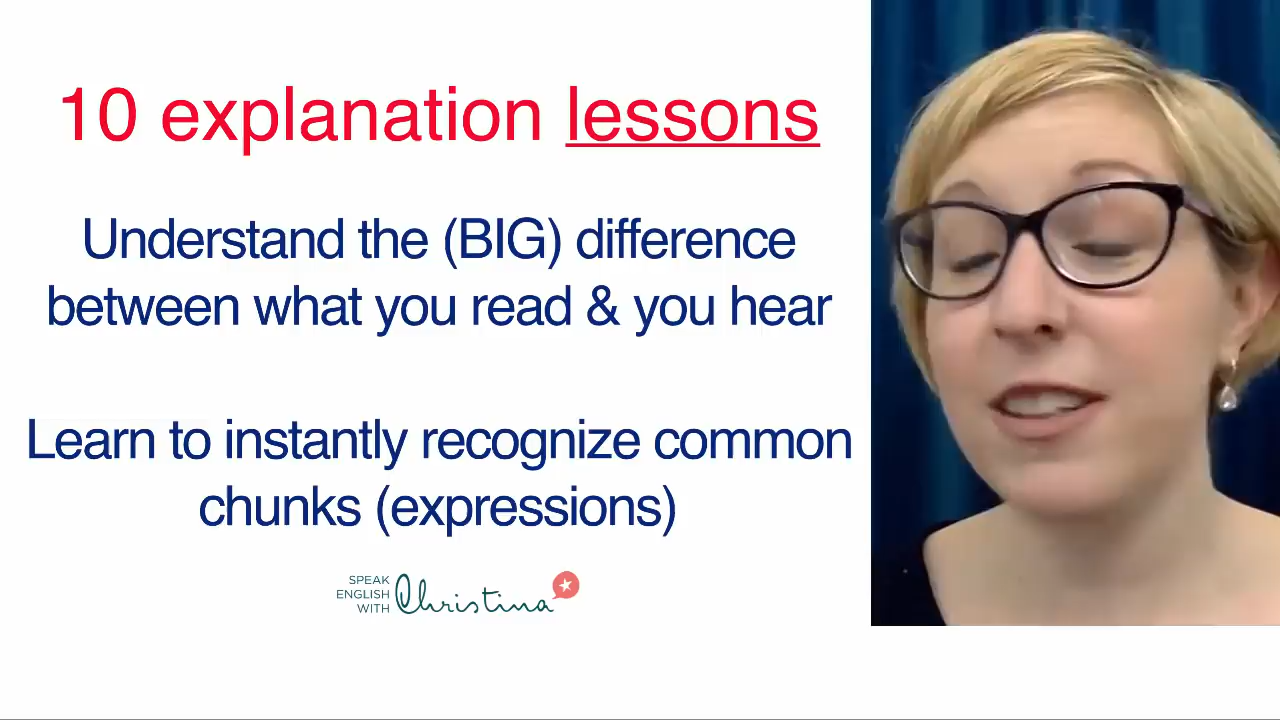 10 explanation lessons
Understand the (BIG) difference
between what you read & you hear
Learn to instantly recognize common
chunks (expressions)
SPEAK
ENGLISH
WITH
Christina